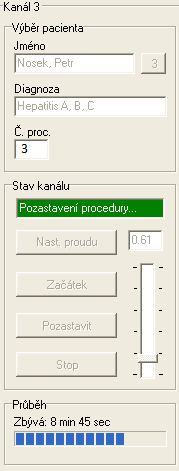 Kanál 3
Výběr pacienta
Jméno
Nosek, Petr
3
Diagnoza
Hepatitis A, B, C
Č. proc.
3
Stav kanálu
Pozastavení procedury...
Nast. proudu
0.61
Začátek
Pozastavit
Stop
Průběh
Zbývá: 8 min 45 sec